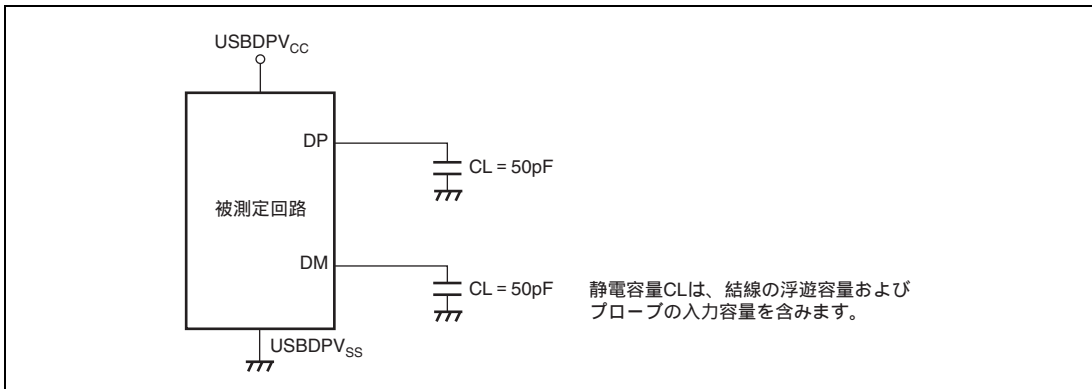 USBDPVCC
DP
CL = 50pF
被測定回路
DM
CL = 50pF
静電容量CLは、結線の浮遊容量および
プローブの入力容量を含みます。
USBDPVSS